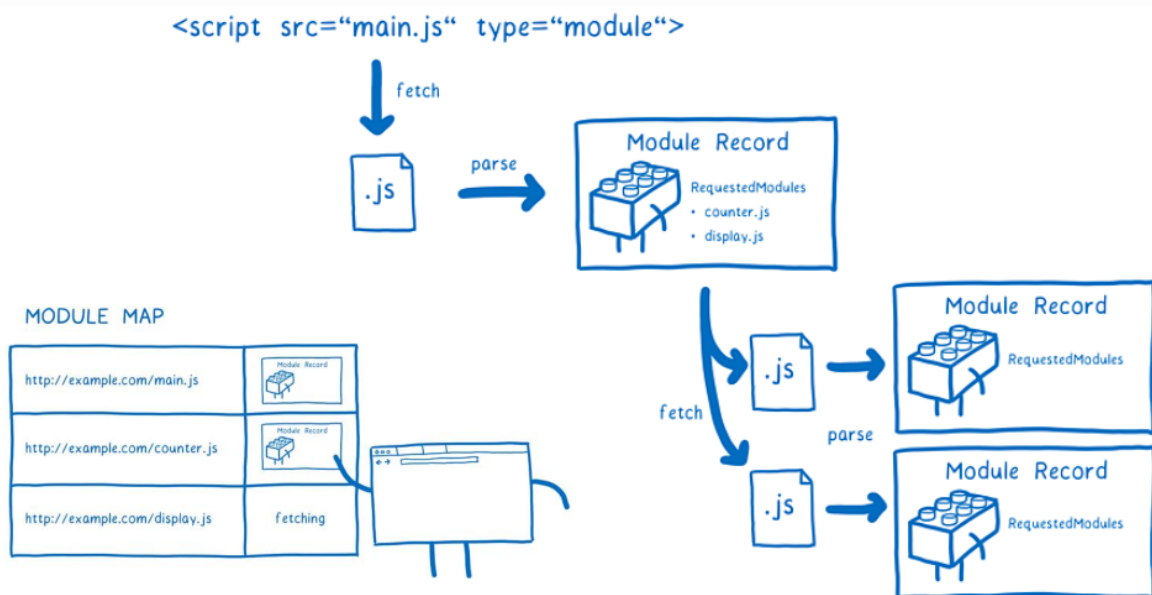 <script src=“main.js“ type=“module“>
fetch
.js
parse
Module Record
RequestedModules
• counter.js
• display.js
MODULE MAP
http://example.com/main.js
Module Record
http://example.com/counter.js
Module Record
http://example.com/display.js
fetching
fetch
.js
.js
parse
Module Record
RequestedModules
Module Record
RequestedModules